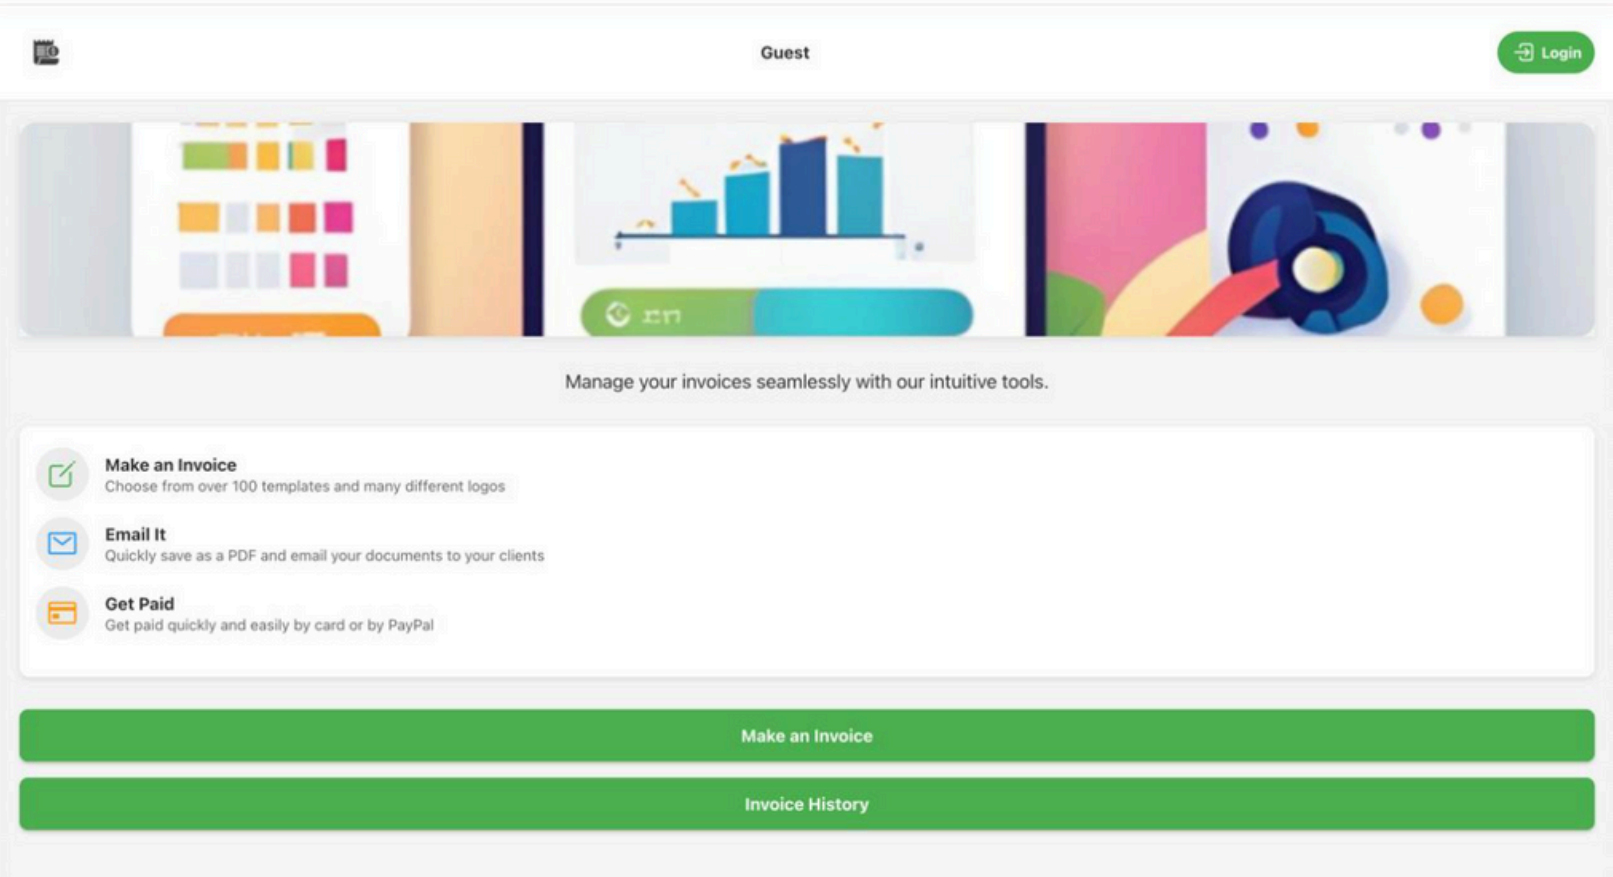 Guest
Login
Manage your invoices seamlessly with our intuitive tools.
Make an Invoice
Choose from over 100 templates and many different logos
Email It
Quickly save as a PDF and email your documents to your clients
Get Paid
Get paid quickly and easily by card or by PayPal
Make an Invoice
Invoice History